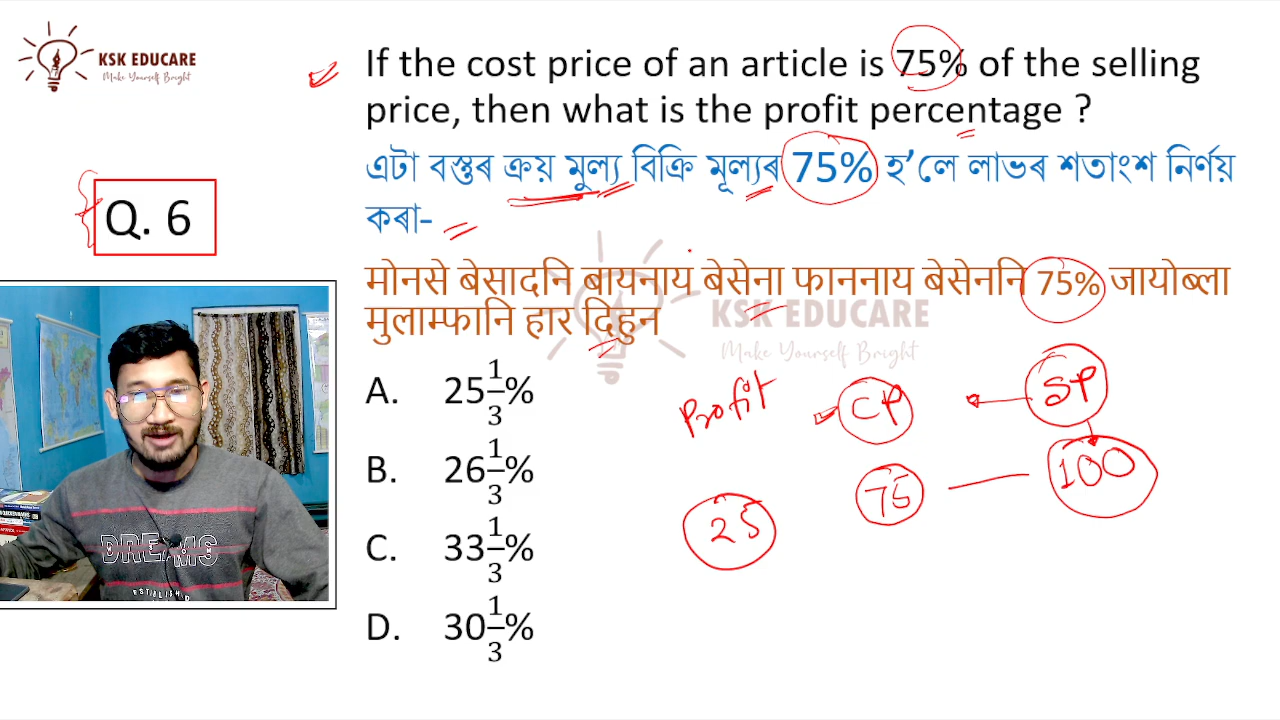 KSK EDUCARE
Make Yourself Bright
If the cost price of an article is 75% of the selling
price, then what is the profit percentage ?
এটা বস্তুৰ ক্ৰয় মুল্য বিক্ৰি মূল্যৰ 75% হ’লে লাভৰ শতাংশ নিৰ্ণয়
কৰা-
Q. 6
मोनसे बेसादनि बायनाय बेसेना फाननाय बेसेननि 75% जायोब्ला
मुलाम्फानि हार दिहुन
KSK EDUCARE
Make Yourself Bright
A. 25 1/3%
B. 26 1/3%
C. 33 1/3%
D. 30 1/3%
Profit CP SP
25 75 100
DREAMS